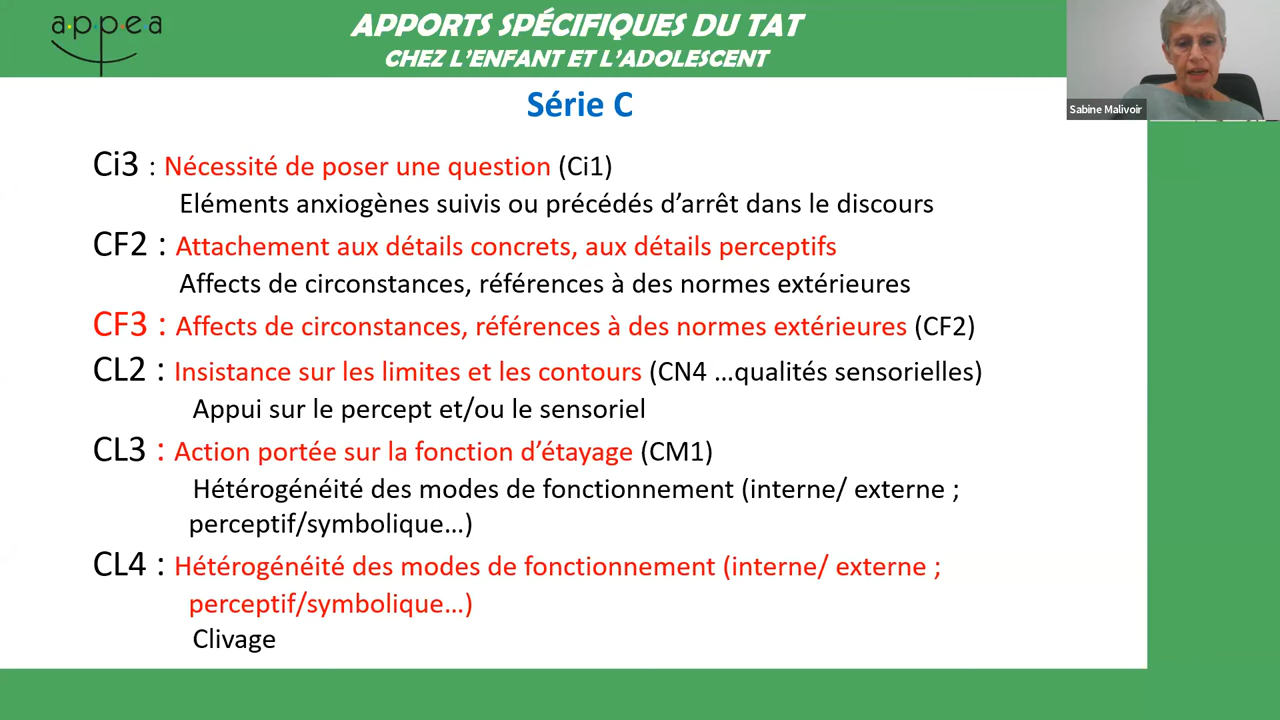 appea
APPORTS SPÉCIFIQUES DU TAT
CHEZ L'ENFANT ET L'ADOLESCENT
Sabine Malivoir
Série C
Ci3 : Nécessité de poser une question (Ci1)
Eléments anxiogènes suivis ou précédés d'arrêt dans le discours
CF2 : Attachement aux détails concrets, aux détails perceptifs
Affects de circonstances, références à des normes extérieures
CF3 : Affects de circonstances, références à des normes extérieures (CF2)
CL2 : Insistance sur les limites et les contours (CN4 ...qualités sensorielles)
Appui sur le percept et/ou le sensoriel
CL3 : Action portée sur la fonction d'étayage (CM1)
Hétérogénéité des modes de fonctionnement (interne/ externe ;
perceptif/symbolique...)
CL4 : Hétérogénéité des modes de fonctionnement (interne/ externe ;
perceptif/symbolique...)
Clivage